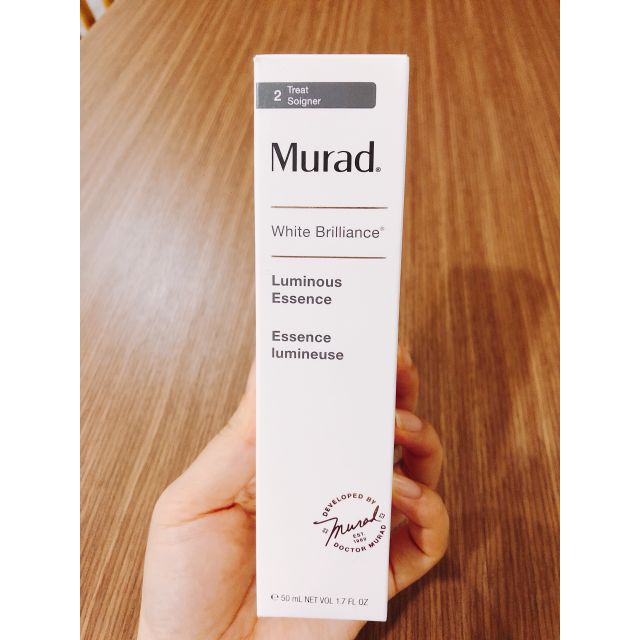 2 Treat
Soigner
Murad®
White Brilliance®
Luminous
Essence
Essence
lumineuse
DEVELOPED BY
Murad
EST.
1989
DOCTOR MURAD
℮ 50 mL NET VOL 1.7 FL OZ